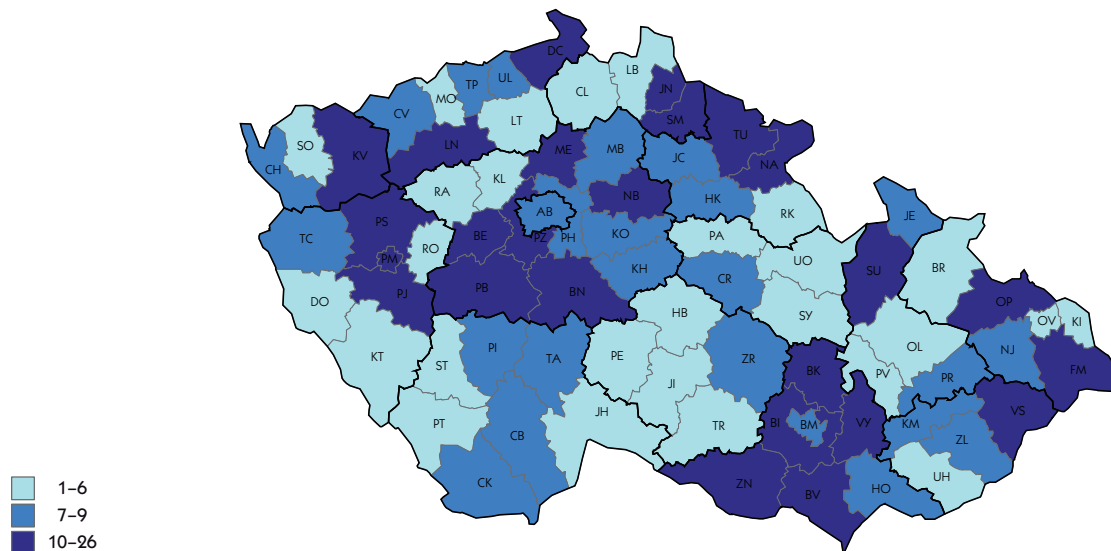 DC
LB
TP
UL
CL
JN
MO
CV
LT
SM
TU
LN
ME
MB
JC
SO
KV
NA
CH
KL
RA
NB
HK
RK
AB
PS
JE
TC
BE
PZ
PH
KO
PA
RO
UO
PM
SU
BR
KH
CR
PJ
PB
BN
DO
OP
HB
SY
OV
KI
OL
PI
TA
PE
ZR
NJ
KT
ST
BK
PV
PR
FM
JI
JH
VS
PT
TR
BI
BM
VY
KM
CB
ZL
UH
CK
ZN
BV
HO
1–6
7–9
10–26